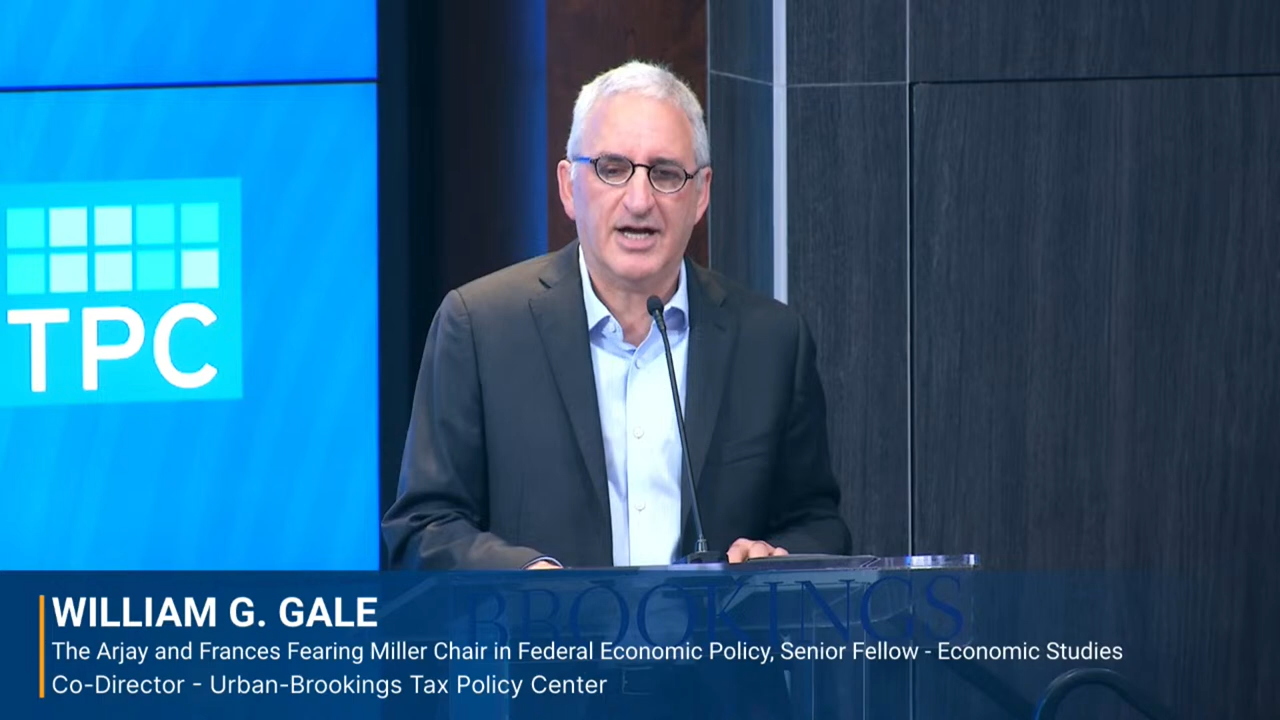 TPC
BROOKINGS
WILLIAM G. GALE
The Arjay and Frances Fearing Miller Chair in Federal Economic Policy, Senior Fellow - Economic Studies
Co-Director - Urban-Brookings Tax Policy Center